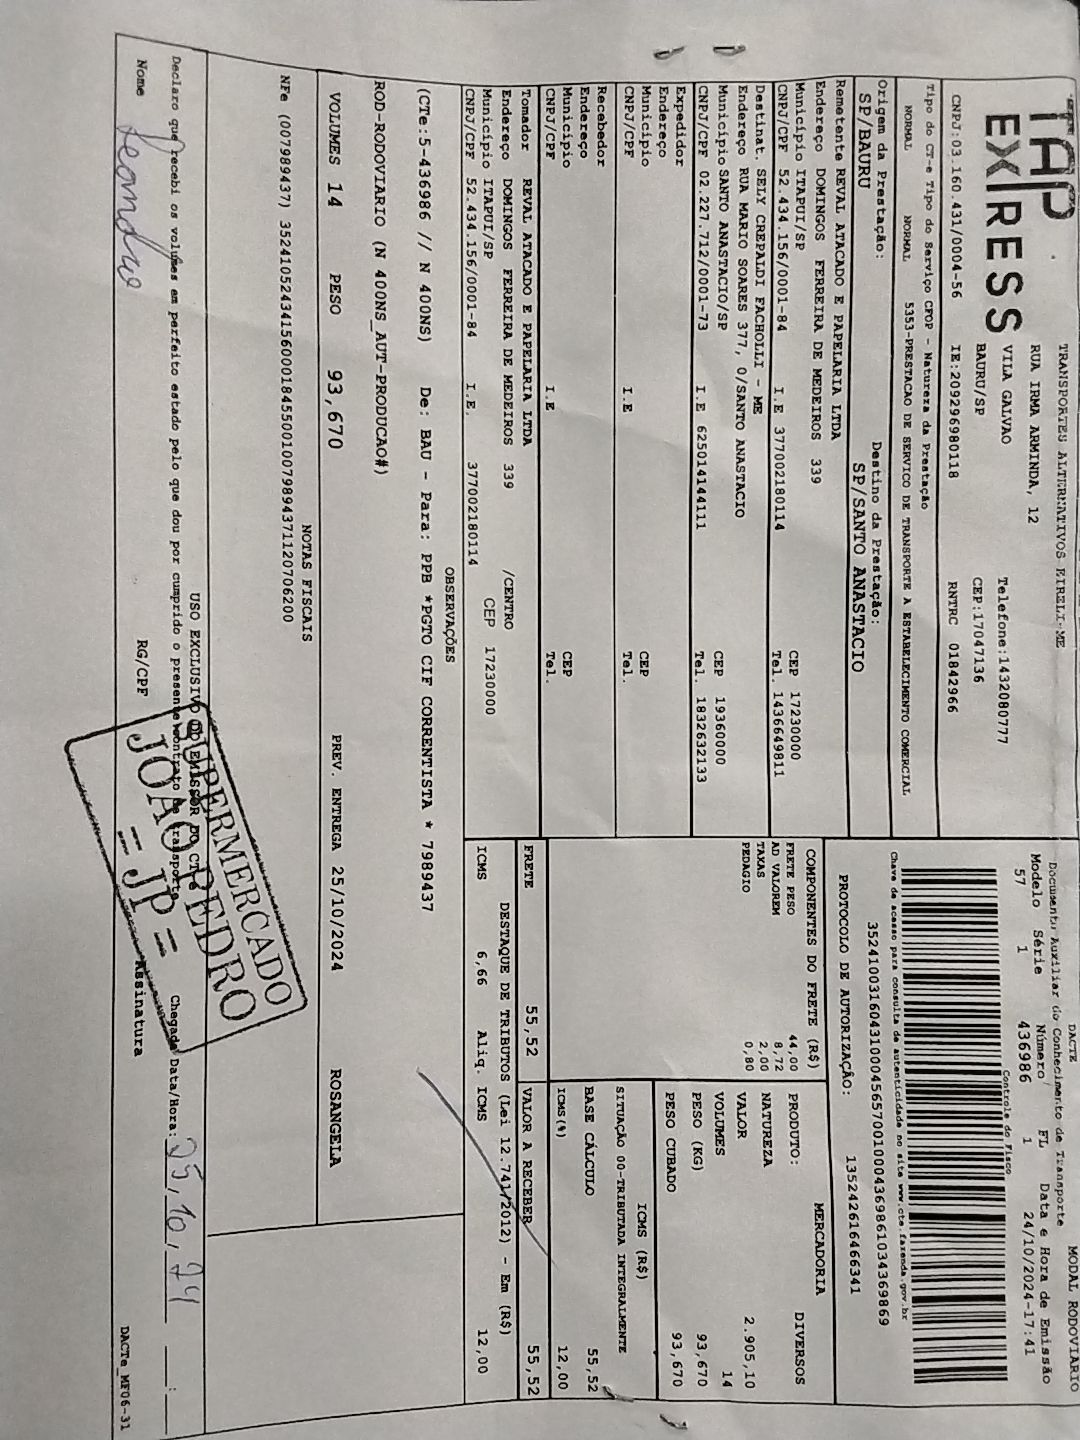 TAP
EXPRESS
TRANSPORTES ALTERNATIVOS EIRELI-ME
RUA IRMA ARMINDA, 12
VILA GALVAO
BAURU/SP
Telefone:1432080777
CEP:17047136
CNPJ:03.160.431/0004-56 IE:209296980118 RNTRC 01842966
DACTE MODAL RODOVIÁRIO
Documento Auxiliar do Conhecimento de Transporte
Modelo Série Número FL Data e Hora de Emissão
57 1 436986 1 24/10/2024-17:41
Controle do Fisco
Chave de acesso para consulta de autenticidade no site www.cte.fazenda.gov.br
35241003160431000456570010004369861034369869
PROTOCOLO DE AUTORIZAÇÃO: 135242616466341
Tipo do CT-e Tipo do Serviço CFOP - Natureza da Prestação
NORMAL NORMAL 5353-PRESTACAO DE SERVICO DE TRANSPORTE A ESTABELECIMENTO COMERCIAL
Origem da Prestação: Destino da Prestação:
SP/BAURU SP/SANTO ANASTACIO
Remetente REVAL ATACADO E PAPELARIA LTDA
Endereço DOMINGOS FERREIRA DE MEDEIROS 339
Município ITAPUI/SP CEP 17230000
CNPJ/CPF 52.434.156/0001-84 I.E 377002180114 Tel. 1436649811
Destinat. SELY CREPALDI FACHOLLI - ME
Endereço RUA MARIO SOARES 377, 0/SANTO ANASTACIO
Município SANTO ANASTACIO/SP CEP 19360000
CNPJ/CPF 02.227.712/0001-73 I.E 625014144111 Tel. 1832632133
Expedidor
Endereço
Município CEP
CNPJ/CPF I.E Tel.
Recebedor
Endereço
Município CEP
CNPJ/CPF I.E Tel.
Tomador REVAL ATACADO E PAPELARIA LTDA
Endereço DOMINGOS FERREIRA DE MEDEIROS 339 /CENTRO
Município ITAPUI/SP CEP 17230000
CNPJ/CPF 52.434.156/0001-84 I.E. 377002180114
COMPONENTES DO FRETE (R$)
FRETE PESO 44,00
AD VALOREM 8,72
TAXAS 2,00
PEDAGIO 0,80
MERCADORIA
PRODUTO: DIVERSOS
NATUREZA
VALOR 2.905,10
VOLUMES 14
PESO (KG) 93,670
PESO CUBADO 93,670
ICMS (R$)
SITUAÇÃO 00-TRIBUTADA INTEGRALMENTE
BASE CÁLCULO 55,52
ICMS(%) 12,00
FRETE 55,52 VALOR A RECEBER 55,52
DESTAQUE DE TRIBUTOS (Lei 12.741/2012) - Em (R$)
ICMS 6,66 Aliq. ICMS 12,00
OBSERVAÇÕES
(CTe:5-436986 // N 400NS) De: BAU - Para: PPB *PGTO CIF CORRENTISTA * 7989437
ROD-RODOVIARIO (N 400NS_AUT-PRODUCAO#)
VOLUMES 14 PESO 93,670 PREV. ENTREGA 25/10/2024 ROSANGELA
NOTAS FISCAIS
NFe (007989437) 35241052434156000184550010079894371120706200
USO EXCLUSIVO DO EMISSOR DO CT-e
Declaro que recebi os volumes em perfeito estado pelo que dou por cumprido o presente contrato de transporte Chegada Data/Hora: 25/10/24 __:__
Nome Leandro RG/CPF Assinatura
SUPERMERCADO
JOÃO PEDRO
= JP =
DACTe_MF06-31